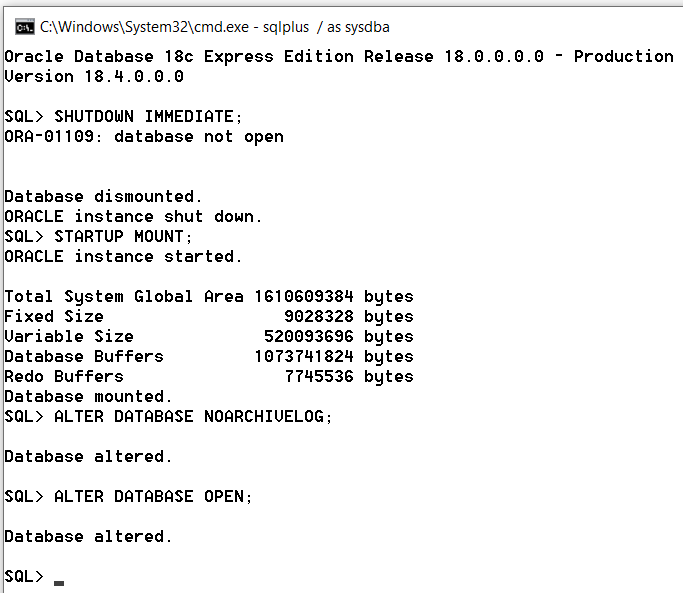 C:\Windows\System32\cmd.exe - sqlplus  / as sysdba
Oracle Database 18c Express Edition Release 18.0.0.0.0 - Production
Version 18.4.0.0.0
SQL> SHUTDOWN IMMEDIATE;
ORA-01109: database not open
Database dismounted.
ORACLE instance shut down.
SQL> STARTUP MOUNT;
ORACLE instance started.
Total System Global Area 1610609384 bytes
Fixed Size                  9028328 bytes
Variable Size             520093696 bytes
Database Buffers         1073741824 bytes
Redo Buffers                7745536 bytes
Database mounted.
SQL> ALTER DATABASE NOARCHIVELOG;
Database altered.
SQL> ALTER DATABASE OPEN;
Database altered.
SQL> _